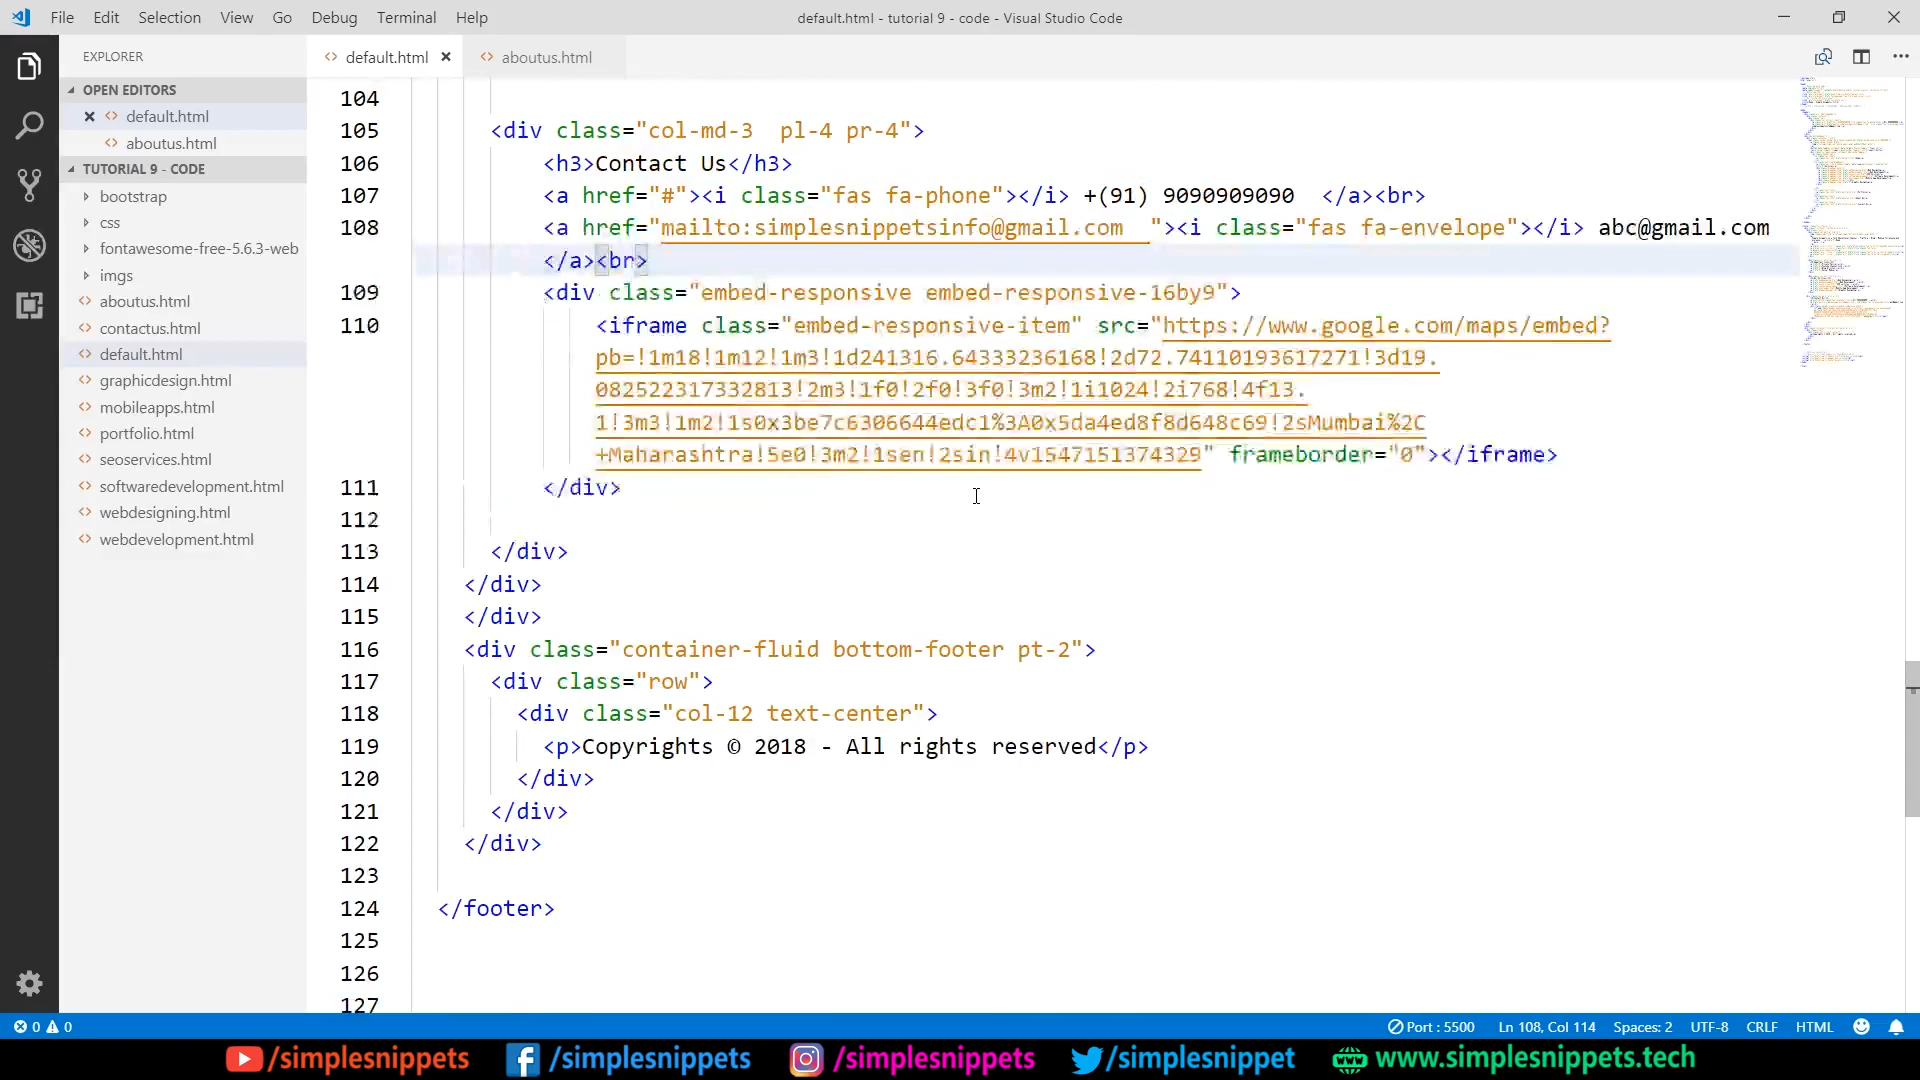 File Edit Selection View Go Debug Terminal Help default.html - tutorial 9 - code - Visual Studio Code
EXPLORER
OPEN EDITORS
default.html
aboutus.html
TUTORIAL 9 - CODE
bootstrap
css
fontawesome-free-5.6.3-web
imgs
aboutus.html
contactus.html
default.html
graphicdesign.html
mobileapps.html
portfolio.html
seoservices.html
softwaredevelopment.html
webdesigning.html
webdevelopment.html
default.html aboutus.html
104
105 <div class="col-md-3  pl-4 pr-4">
106 <h3>Contact Us</h3>
107 <a href="#"><i class="fas fa-phone"></i> +(91) 9090909090  </a><br>
108 <a href="mailto:simplesnippetsinfo@gmail.com  "><i class="fas fa-envelope"></i> abc@gmail.com
</a><br>
109 <div class="embed-responsive embed-responsive-16by9">
110 <iframe class="embed-responsive-item" src="https://www.google.com/maps/embed?
pb=!1m18!1m12!1m3!1d241316.64333236168!2d72.74110193617271!3d19.
082522317332813!2m3!1f0!2f0!3f0!3m2!1i1024!2i768!4f13.
1!3m3!1m2!1s0x3be7c6306644edc1%3A0x5da4ed8f8d648c69!2sMumbai%2C
+Maharashtra!5e0!3m2!1sen!2sin!4v1547151374329" frameborder="0"></iframe>
111 </div>
112
113 </div>
114 </div>
115 </div>
116 <div class="container-fluid bottom-footer pt-2">
117 <div class="row">
118 <div class="col-12 text-center">
119 <p>Copyrights © 2018 - All rights reserved</p>
120 </div>
121 </div>
122 </div>
123
124 </footer>
125
126
127
0 0 Port : 5500 Ln 108, Col 114 Spaces: 2 UTF-8 CRLF HTML
/simplesnippets /simplesnippets /simplesnippets /simplesnippets www.simplesnippets.tech